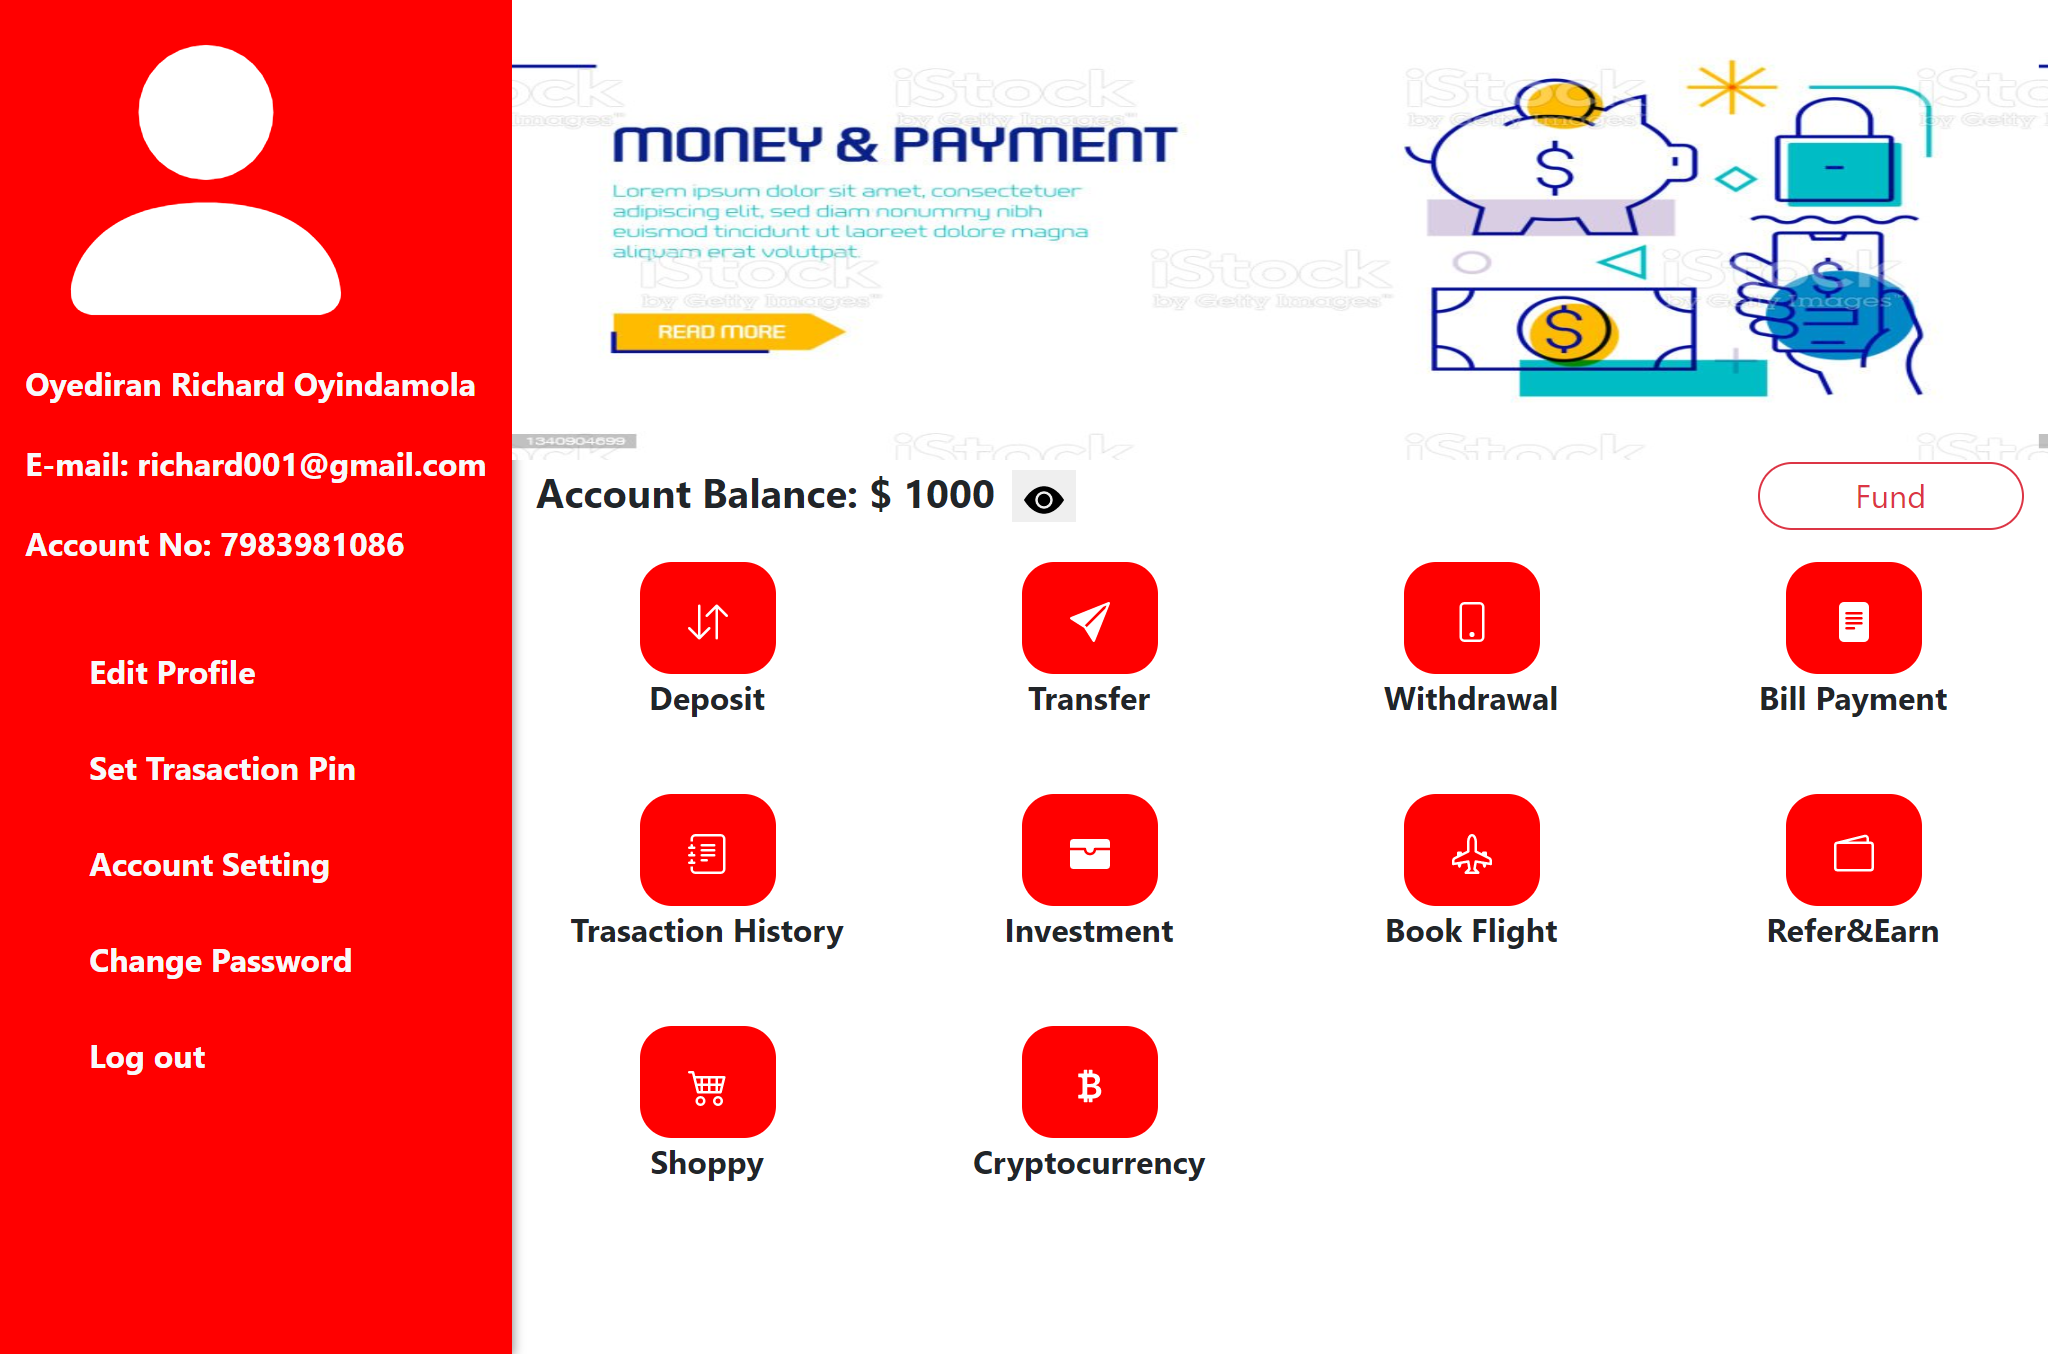 Oyediran Richard Oyindamola
E-mail: richard001@gmail.com
Account No: 7983981086
Edit Profile
Set Trasaction Pin
Account Setting
Change Password
Log out
iStock
by Getty Images™
MONEY & PAYMENT
Lorem ipsum dolor sit amet, consectetuer
adipiscing elit, sed diam nonummy nibh
euismod tincidunt ut laoreet dolore magna
aliquam erat volutpat.
READ MORE
1340904699
Account Balance: $ 1000
Fund
Deposit
Transfer
Withdrawal
Bill Payment
Trasaction History
Investment
Book Flight
Refer&Earn
Shoppy
Cryptocurrency